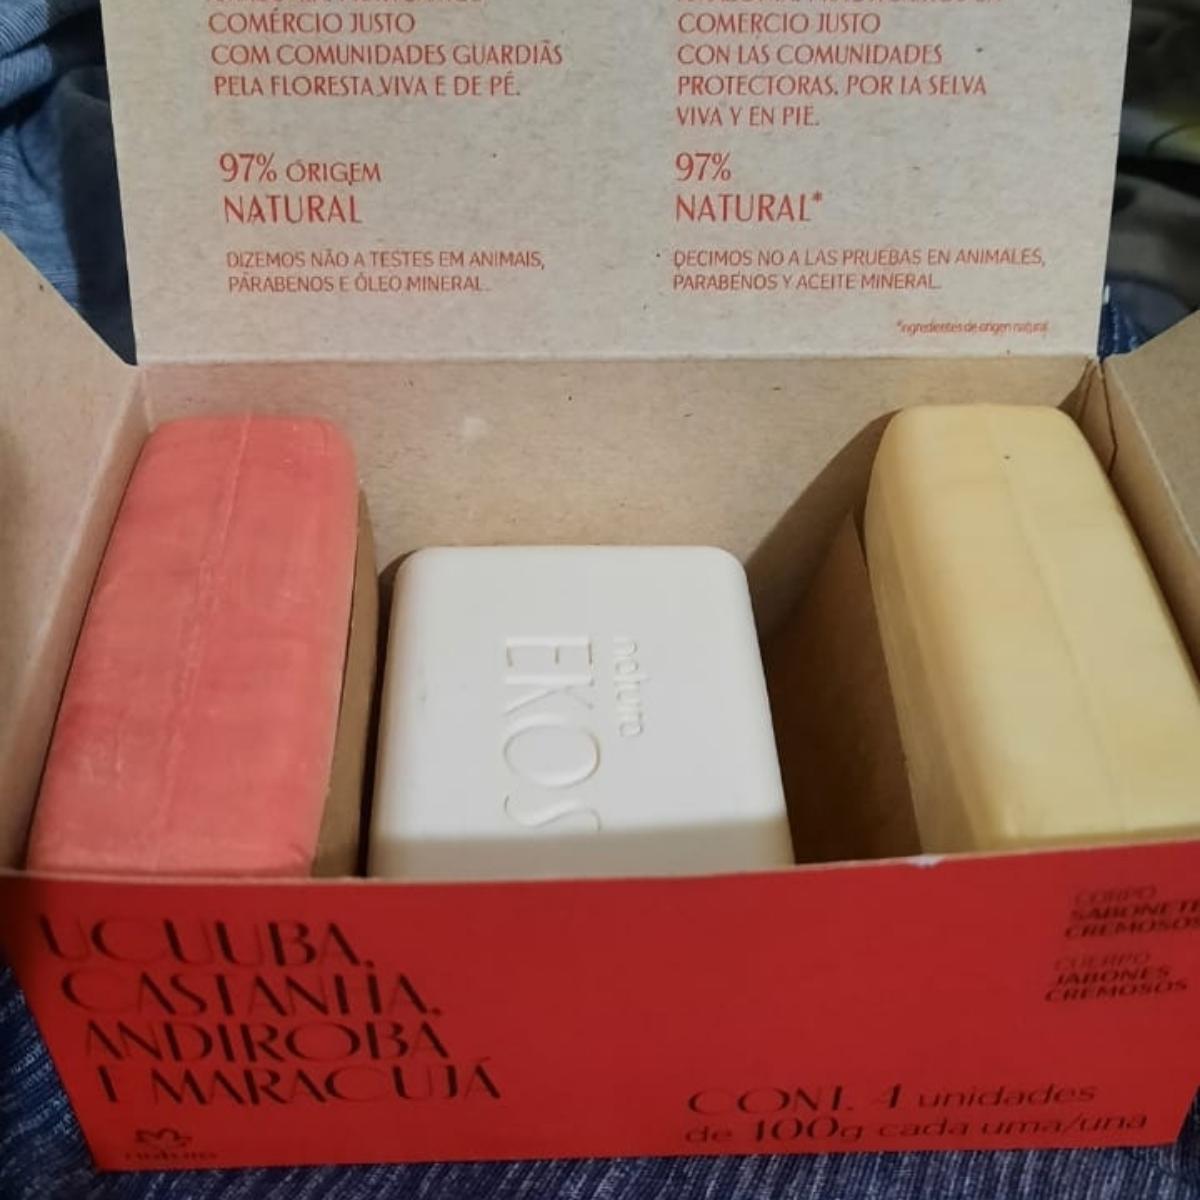 COMÉRCIO JUSTO
COM COMUNIDADES GUARDIÃS
PELA FLORESTA VIVA E DE PÉ.
97% ORIGEM
NATURAL
DIZEMOS NÃO A TESTES EM ANIMAIS,
PARABENOS E ÓLEO MINERAL.
COMERCIO JUSTO
CON LAS COMUNIDADES
PROTECTORAS, POR LA SELVA
VIVA Y EN PIE.
97%
NATURAL*
DECIMOS NO A LAS PRUEBAS EN ANIMALES,
PARABENOS Y ACEITE MINERAL.
*ingredientes de origen natural
natura
EKOS
UCUUBA,
CASTANHA,
ANDIROBA
E MARACUJÁ
natura
CORPO
SABONETE
CREMOSOS
CUERPO
JABONES
CREMOSOS
CONT. 4 unidades
de 100g cada uma/una